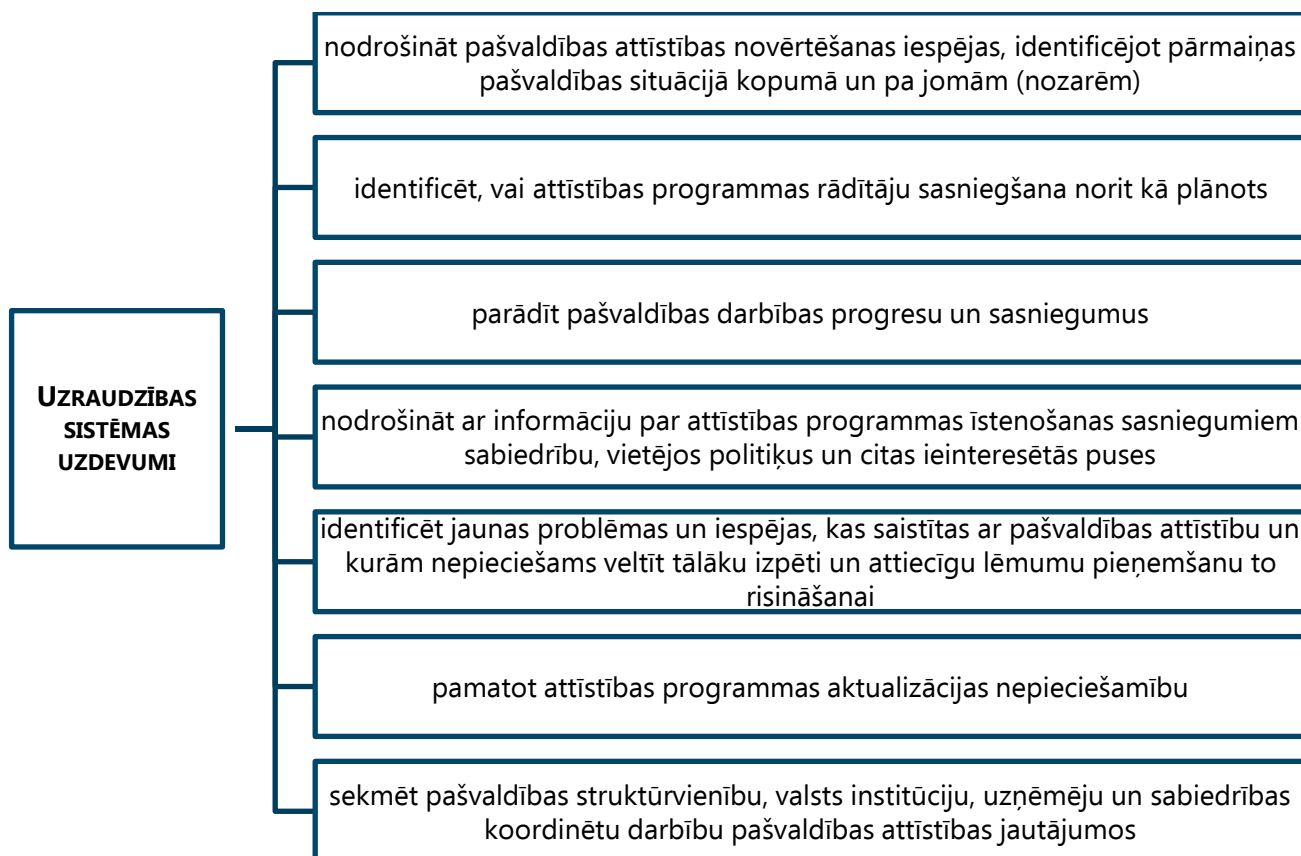 nodrošināt pašvaldības attīstības novērtēšanas iespējas, identificējot pārmaiņas
pašvaldības situācijā kopumā un pa jomām (nozarēm)
identificēt, vai attīstības programmas rādītāju sasniegšana norit kā plānots
parādīt pašvaldības darbības progresu un sasniegumus
UZRAUDZĪBAS
SISTĒMAS
UZDEVUMI
nodrošināt ar informāciju par attīstības programmas īstenošanas sasniegumiem
sabiedrību, vietējos politiķus un citas ieinteresētās puses
identificēt jaunas problēmas un iespējas, kas saistītas ar pašvaldības attīstību un
kurām nepieciešams veltīt tālāku izpēti un attiecīgu lēmumu pieņemšanu to
risināšanai
pamatot attīstības programmas aktualizācijas nepieciešamību
sekmēt pašvaldības struktūrvienību, valsts institūciju, uzņēmēju un sabiedrības
koordinētu darbību pašvaldības attīstības jautājumos